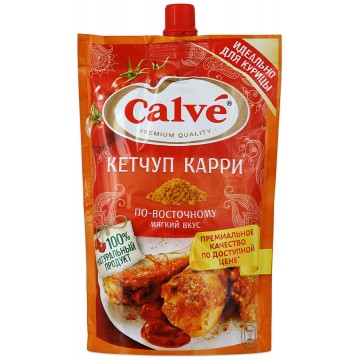 ИДЕАЛЬНО
ДЛЯ КУРИЦЫ
Calvé®
PREMIUM QUALITY
КЕТЧУП КАРРИ
ПО-ВОСТОЧНОМУ
МЯГКИЙ ВКУС
100%
НАТУРАЛЬНЫЙ
ПРОДУКТ
ПРЕМИАЛЬНОЕ
КАЧЕСТВО
ПО ДОСТУПНОЙ
ЦЕНЕ*